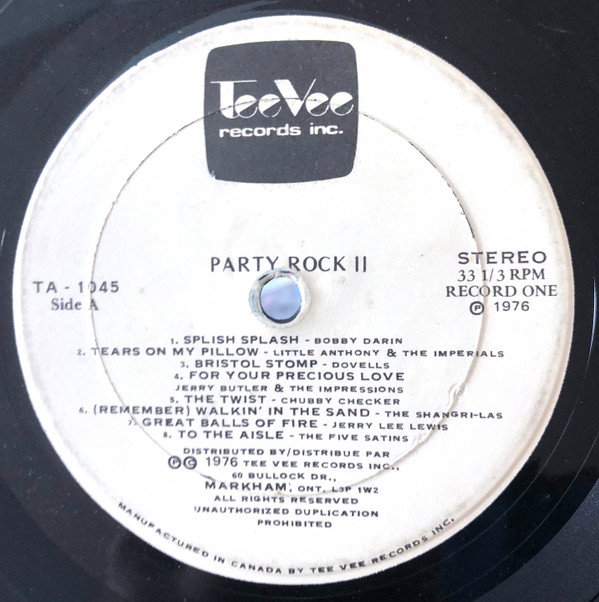 TeeVee
records inc.
PARTY ROCK II
TA - 1045
Side A
STEREO
33 1/3 RPM
RECORD ONE
℗ 1976
1. SPLISH SPLASH - BOBBY DARIN
2. TEARS ON MY PILLOW - LITTLE ANTHONY & THE IMPERIALS
3. BRISTOL STOMP - DOVELLS
4. FOR YOUR PRECIOUS LOVE
JERRY BUTLER & THE IMPRESSIONS
5. THE TWIST - CHUBBY CHECKER
6. (REMEMBER) WALKIN' IN THE SAND - THE SHANGRI-LAS
7. GREAT BALLS OF FIRE - JERRY LEE LEWIS
8. TO THE AISLE - THE FIVE SATINS
DISTRIBUTED BY/DISTRIBUE PAR
℗© 1976 TEE VEE RECORDS INC.,
60 BULLOCK DR.,
MARKHAM, ONT. L3P 1W2
ALL RIGHTS RESERVED
UNAUTHORIZED DUPLICATION
PROHIBITED
MANUFACTURED IN CANADA BY TEE VEE RECORDS INC.